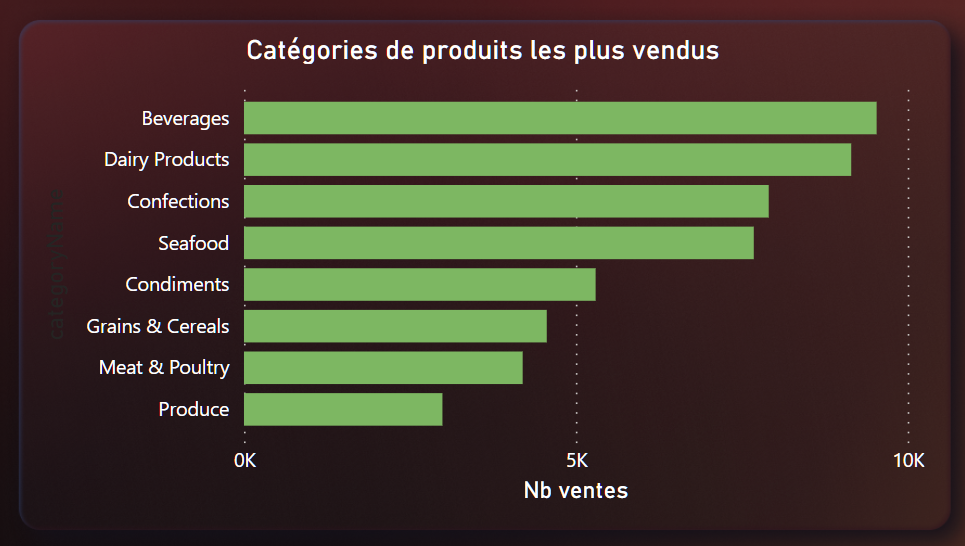 Catégories de produits les plus vendus
Beverages
Dairy Products
Confections
Seafood
Condiments
Grains & Cereals
Meat & Poultry
Produce
categoryName
0K 5K 10K
Nb ventes